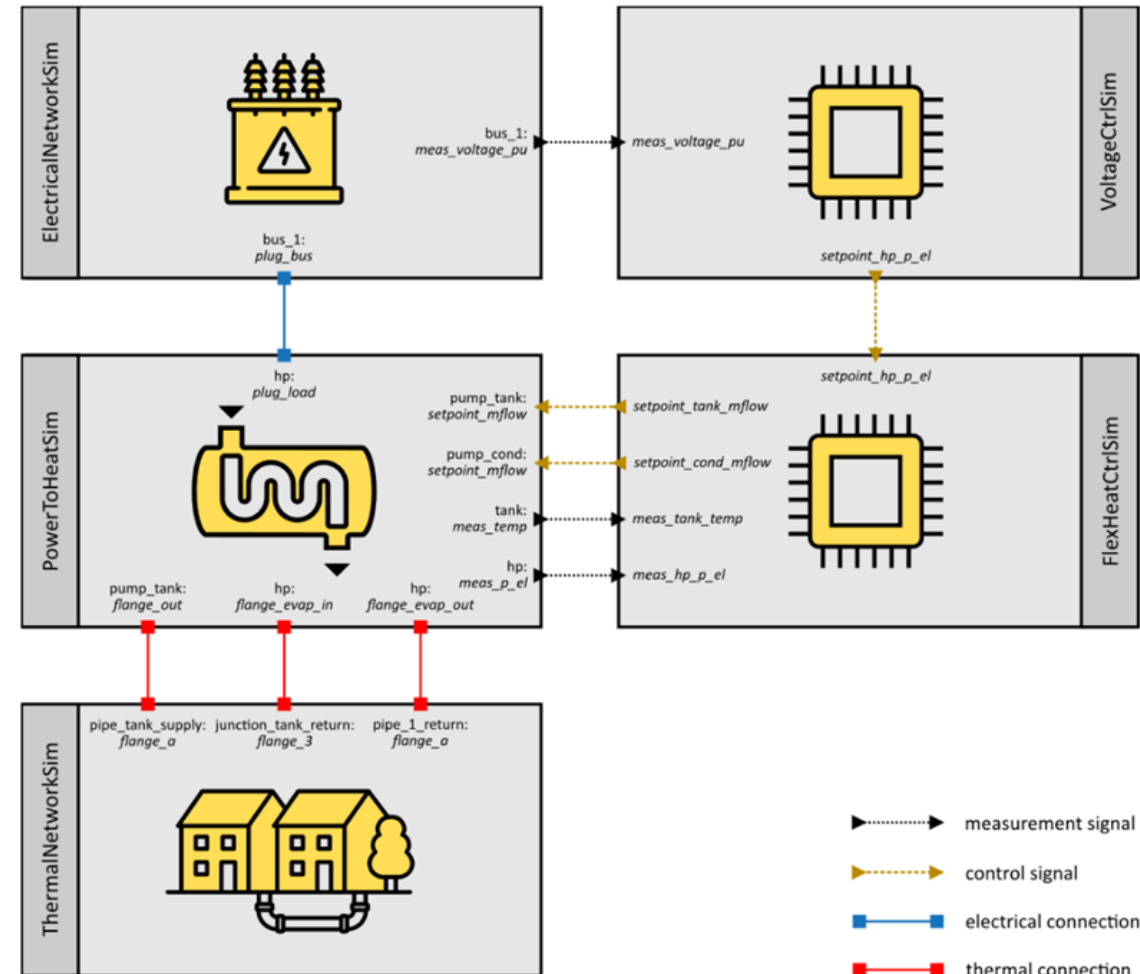 ElectricalNetworkSim
bus_1:
meas_voltage_pu
bus_1:
plug_bus
meas_voltage_pu
setpoint_hp_p_el
VoltageCtrlSim
PowerToHeatSim
hp:
plug_load
pump_tank:
setpoint_mflow
pump_cond:
setpoint_mflow
tank:
meas_temp
hp:
meas_p_el
pump_tank:
flange_out
hp:
flange_evap_in
hp:
flange_evap_out
setpoint_hp_p_el
setpoint_tank_mflow
setpoint_cond_mflow
meas_tank_temp
meas_hp_p_el
FlexHeatCtrlSim
ThermalNetworkSim
pipe_tank_supply:
flange_a
junction_tank_return:
flange_3
pipe_1_return:
flange_a
measurement signal
control signal
electrical connection
thermal connection